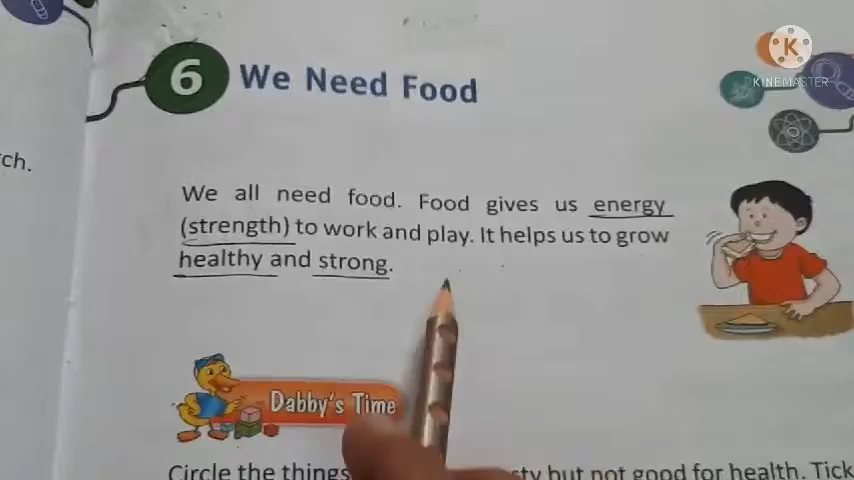 K
KINEMASTER
6 We Need Food
rch.
We all need food. Food gives us energy
(strength) to work and play. It helps us to grow
healthy and strong.
Dabby's Time
Circle the things but not good for health. Tick